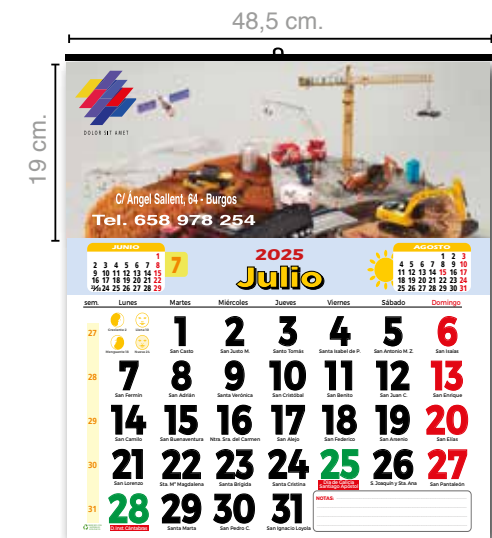 48,5 cm.
19 cm.
DOLOR SIT AMET
C/ Ángel Sallent, 64 - Burgos
Tel. 658 978 254
JUNIO
1
2 3 4 5 6 7 8
9 10 11 12 13 14 15
16 17 18 19 20 21 22
23/30 24 25 26 27 28 29
7
2025
Julio
AGOSTO
1 2 3
4 5 6 7 8 9 10
11 12 13 14 15 16 17
18 19 20 21 22 23 24
25 26 27 28 29 30 31
sem. Lunes Martes Miércoles Jueves Viernes Sábado Domingo
27 1 2 3 4 5 6
San Casto San Justo M. Santo Tomás Santa Isabel de P. San Antonio M. Z. San Isaías
28 7 8 9 10 11 12 13
San Fermín San Adrián Santa Verónica San Cristóbal San Benito San Juan C. San Enrique
29 14 15 16 17 18 19 20
San Camilo San Buenaventura Ntra. Sra. del Carmen San Alejo San Federico San Arsenio San Elías
30 21 22 23 24 25 26 27
San Lorenzo Sta. Mª Magdalena Santa Brígida Santa Cristina Día de Galicia S. Joaquín y Sta. Ana San Pantaleón
Santiago Apóstol
31 28 29 30 31
D. Inst. Cántabras Santa Marta San Pedro C. San Ignacio Loyola
NOTAS: